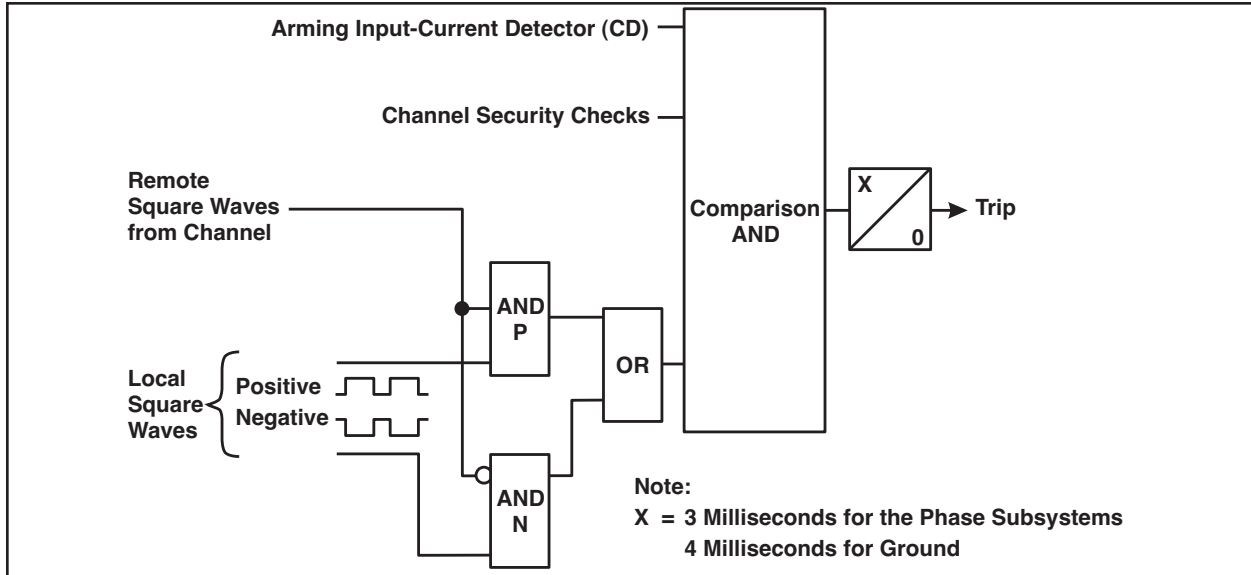 Arming Input-Current Detector (CD)
Channel Security Checks
Remote
Square Waves
from Channel
Comparison
AND
X
0
Trip
AND
P
OR
Local
Square
Waves
Positive
Negative
AND
N
Note:
X = 3 Milliseconds for the Phase Subsystems
4 Milliseconds for Ground